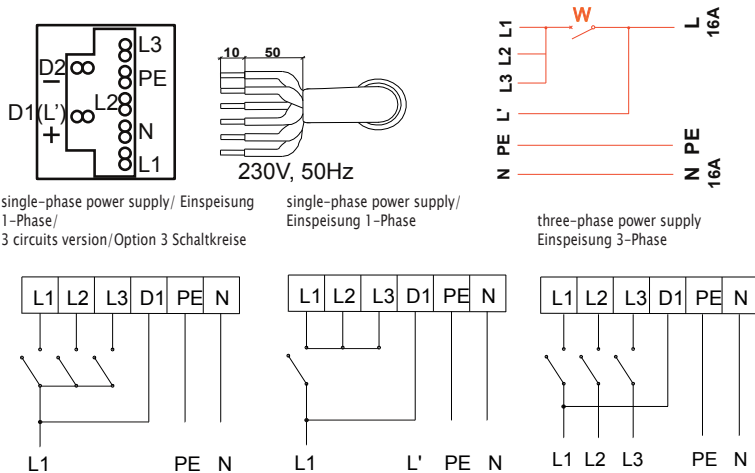 L3
D2
−
PE
D1(L')
+
L2
N
L1
10 50
230V, 50Hz
W
L1
L2
L3
L'
PE
N
L
16A
PE
N
16A
single-phase power supply/ Einspeisung
1-Phase/
3 circuits version/Option 3 Schaltkreise
single-phase power supply/
Einspeisung 1-Phase
three-phase power supply
Einspeisung 3-Phase
L1 L2 L3 D1 PE N
L1 PE N
L1 L2 L3 D1 PE N
L1 L' PE N
L1 L2 L3 D1 PE N
L1 L2 L3 PE N